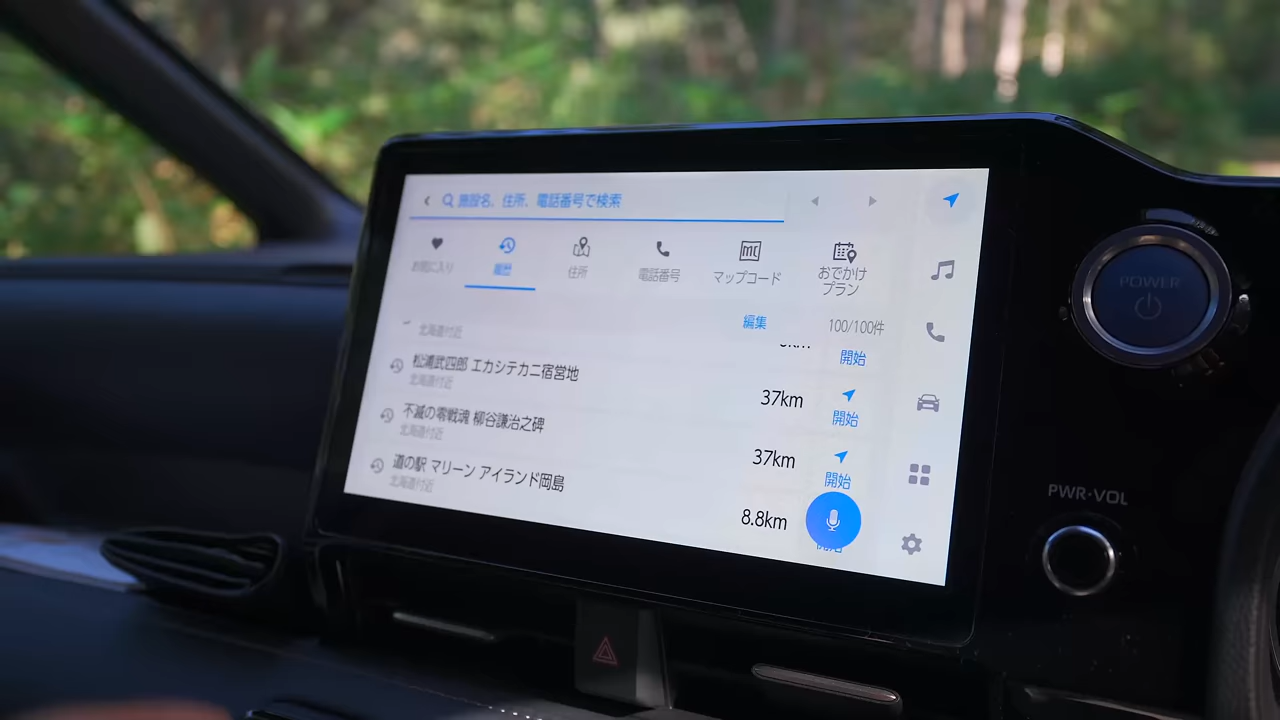 施設名、住所、電話番号で検索
お気に入り 履歴 住所 電話番号 マップコード おでかけプラン
編集 100/100件
北海道付近 開始
松浦武四郎 エカシテカニ宿営地
北海道付近 37km 開始
不滅の零戦魂 柳谷謙治之碑
北海道付近 37km 開始
道の駅 マリーン アイランド岡島
北海道付近 8.8km
POWER
PWR·VOL